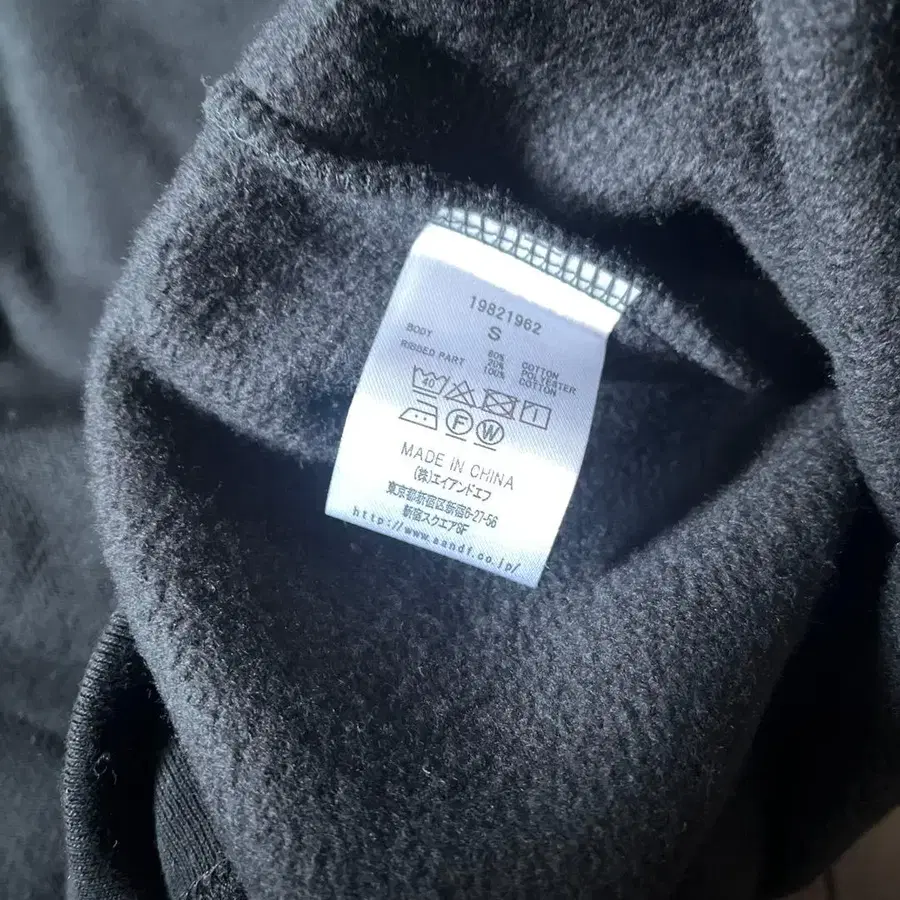 19821962
S
BODY 80% COTTON
20% POLYESTER
RIBBED PART 100% COTTON
40
F W
MADE IN CHINA
(株)エイアンドエフ
東京都新宿区新宿6-27-56
新宿スクエア8F
http://www.aandf.co.jp/